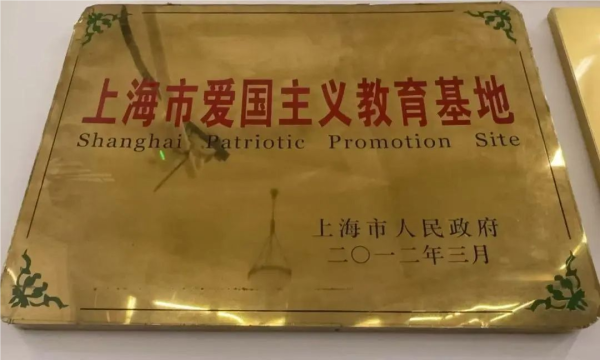 上海市爱国主义教育基地
Shanghai Patriotic Promotion Site
上海市人民政府
二〇一二年三月